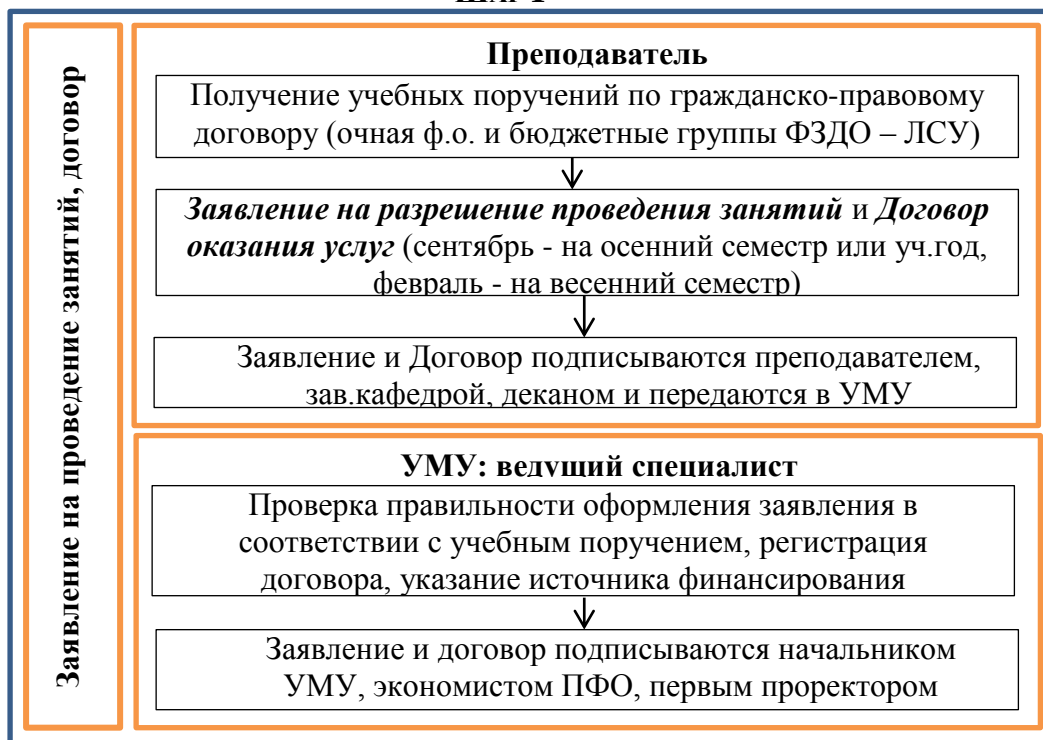 Заявление на проведение занятий, договор
Преподаватель
Получение учебных поручений по гражданско-правовому
договору (очная ф.о. и бюджетные группы ФЗДО – ЛСУ)
Заявление на разрешение проведения занятий и Договор
оказания услуг (сентябрь - на осенний семестр или уч.год,
февраль - на весенний семестр)
Заявление и Договор подписываются преподавателем,
зав.кафедрой, деканом и передаются в УМУ
УМУ: ведущий специалист
Проверка правильности оформления заявления в
соответствии с учебным поручением, регистрация
договора, указание источника финансирования
Заявление и договор подписываются начальником
УМУ, экономистом ПФО, первым проректором